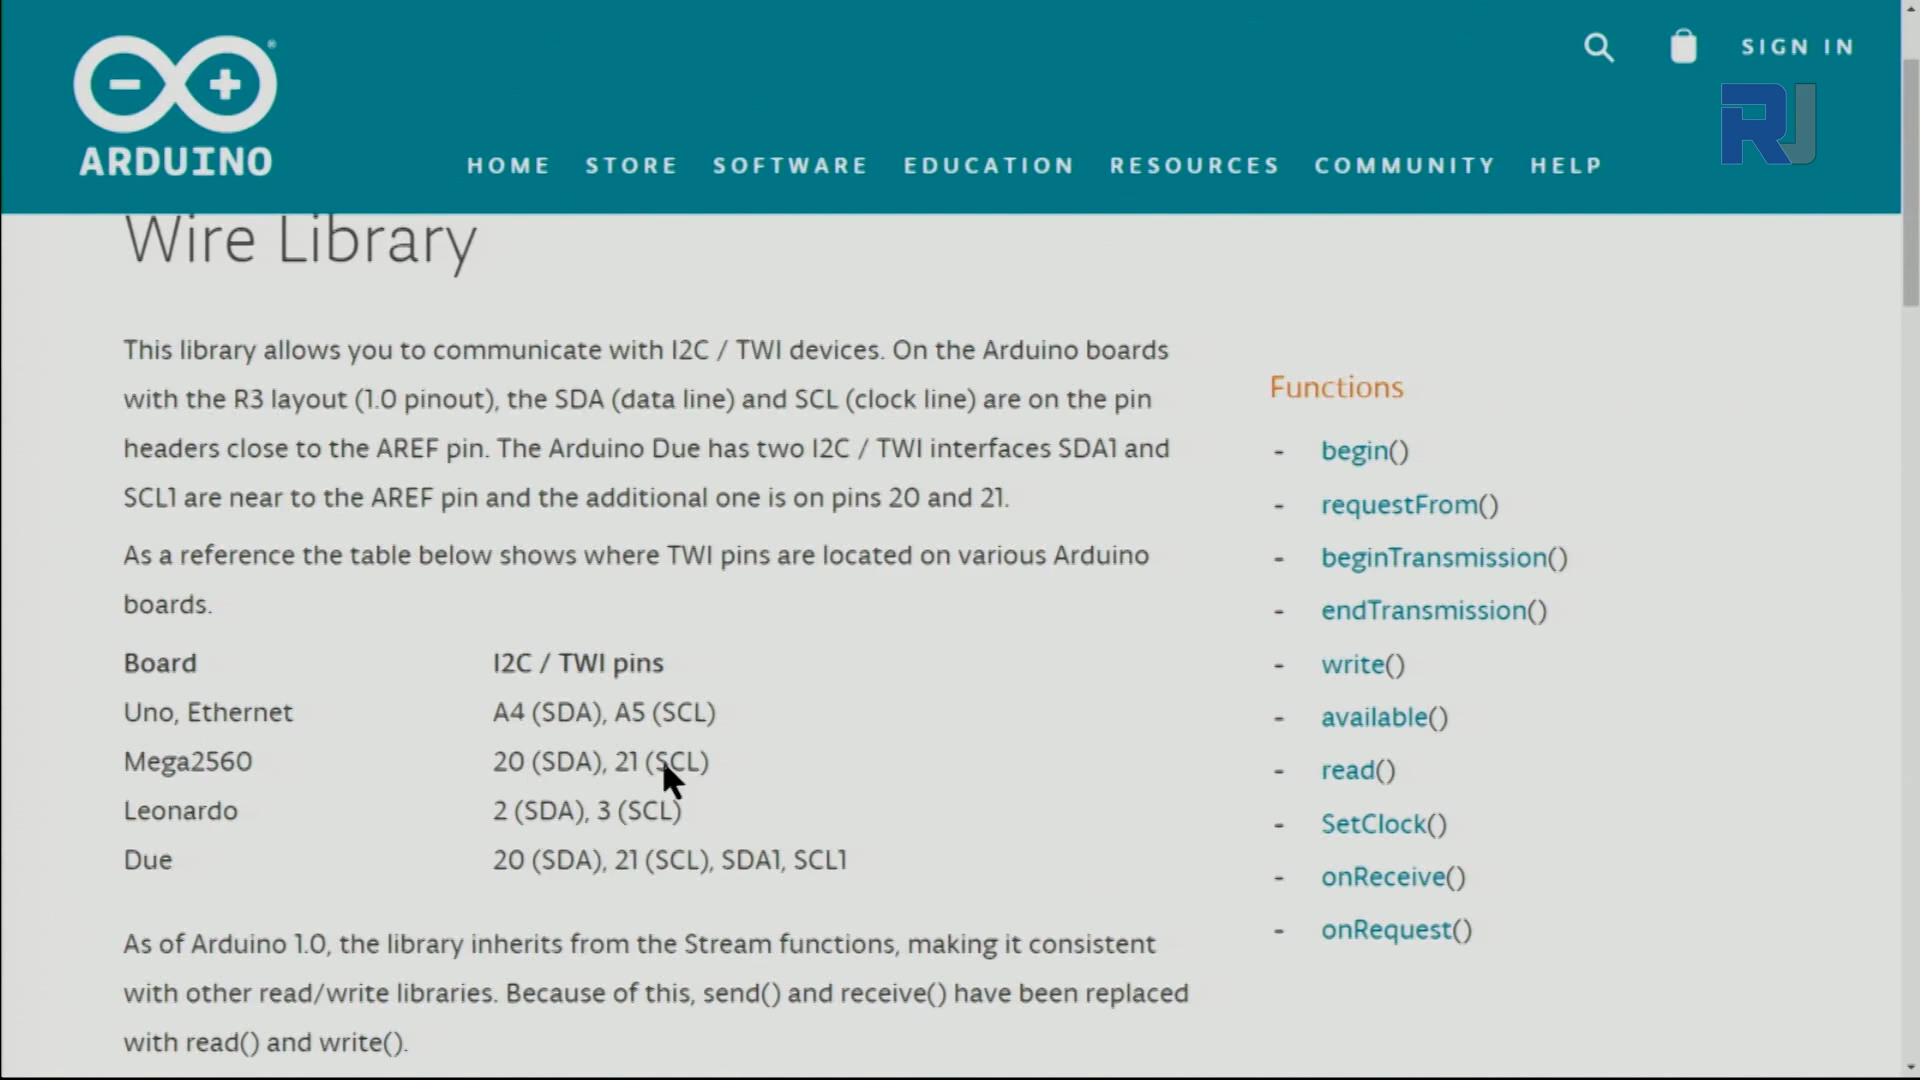 ARDUINO
SIGN IN
RJ
HOME STORE SOFTWARE EDUCATION RESOURCES COMMUNITY HELP
Wire Library
This library allows you to communicate with I2C / TWI devices. On the Arduino boards
with the R3 layout (1.0 pinout), the SDA (data line) and SCL (clock line) are on the pin
headers close to the AREF pin. The Arduino Due has two I2C / TWI interfaces SDA1 and
SCL1 are near to the AREF pin and the additional one is on pins 20 and 21.
As a reference the table below shows where TWI pins are located on various Arduino
boards.
Board I2C / TWI pins
Uno, Ethernet A4 (SDA), A5 (SCL)
Mega2560 20 (SDA), 21 (SCL)
Leonardo 2 (SDA), 3 (SCL)
Due 20 (SDA), 21 (SCL), SDA1, SCL1
As of Arduino 1.0, the library inherits from the Stream functions, making it consistent
with other read/write libraries. Because of this, send() and receive() have been replaced
with read() and write().
Functions
- begin()
- requestFrom()
- beginTransmission()
- endTransmission()
- write()
- available()
- read()
- SetClock()
- onReceive()
- onRequest()